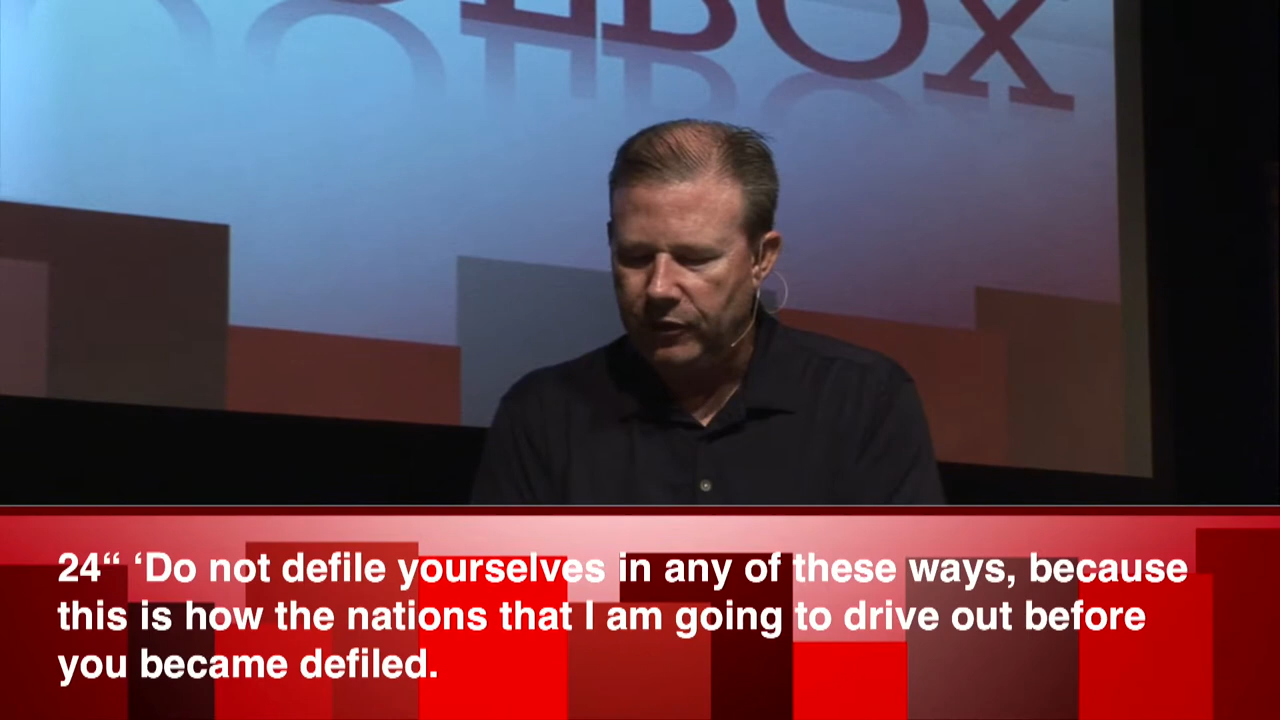 BOX
24“ ‘Do not defile yourselves in any of these ways, because
this is how the nations that I am going to drive out before
you became defiled.